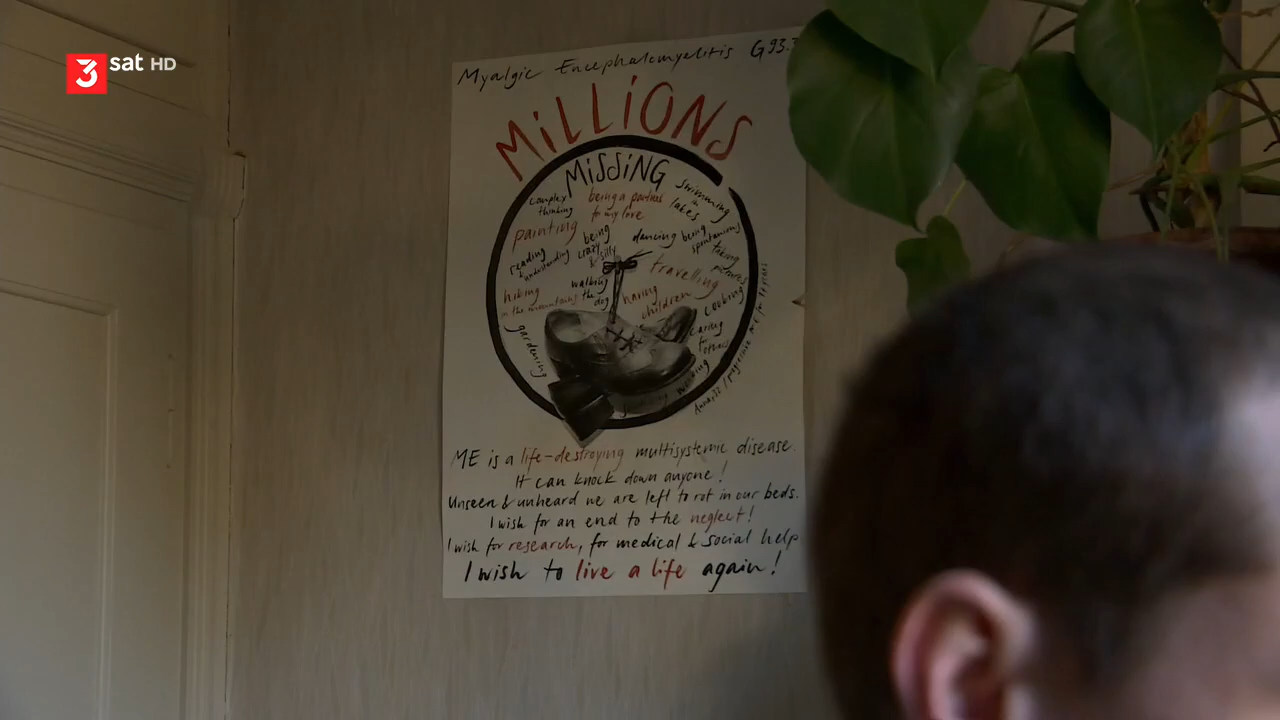 3sat HD
Myalgic Encephalomyelitis G93.3
MiLLiONS
MiSSiNG
complex
thinking
being a partner
to my love
swimming
in
lakes
painting
being
crazy
& silly
dancing
being
spontaneous
reading
& understanding
taking
pictures
travelling
walking
the
dog
hiking
in the mountains
having
children
cooking
gardening
caring
to
others
ME is a life-destroying multisystemic disease.
It can knock down anyone!
Unseen & unheard we are left to rot in our beds.
I wish for an end to the neglect!
I wish for research, for medical & social help
I wish to live a life again!